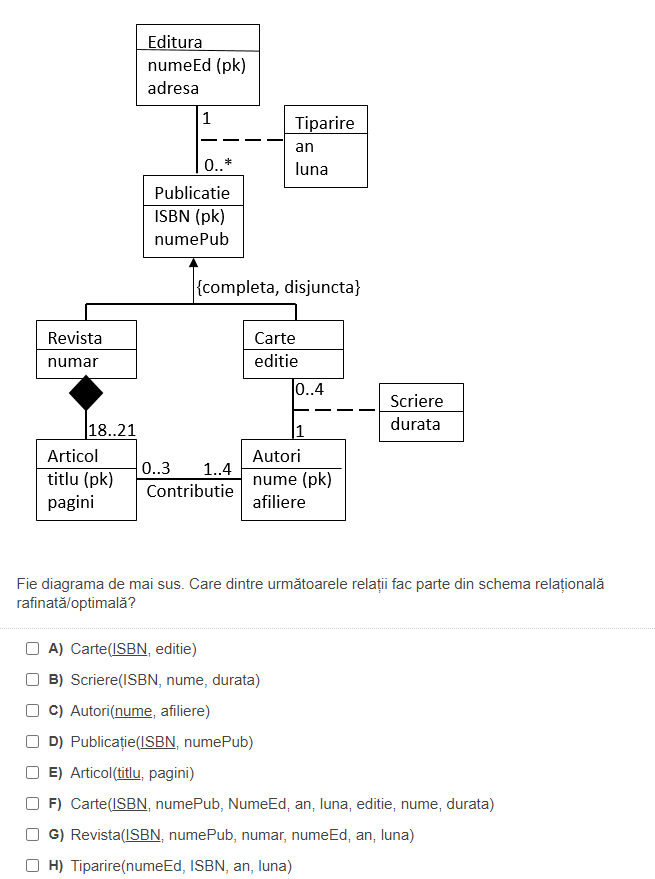 Editura
numeEd (pk)
adresa
1
Tiparire
an
luna
0..*
Publicatie
ISBN (pk)
numePub
{completa, disjuncta}
Revista
numar
Carte
editie
0..4
Scriere
durata
18..21
1
Articol
titlu (pk)
pagini
0..3
1..4
Contributie
Autori
nume (pk)
afiliere
Fie diagrama de mai sus. Care dintre următoarele relații fac parte din schema relațională
rafinată/optimală?
A) Carte(ISBN, editie)
B) Scriere(ISBN, nume, durata)
C) Autori(nume, afiliere)
D) Publicație(ISBN, numePub)
E) Articol(titlu, pagini)
F) Carte(ISBN, numePub, NumeEd, an, luna, editie, nume, durata)
G) Revista(ISBN, numePub, numar, numeEd, an, luna)
H) Tiparire(numeEd, ISBN, an, luna)